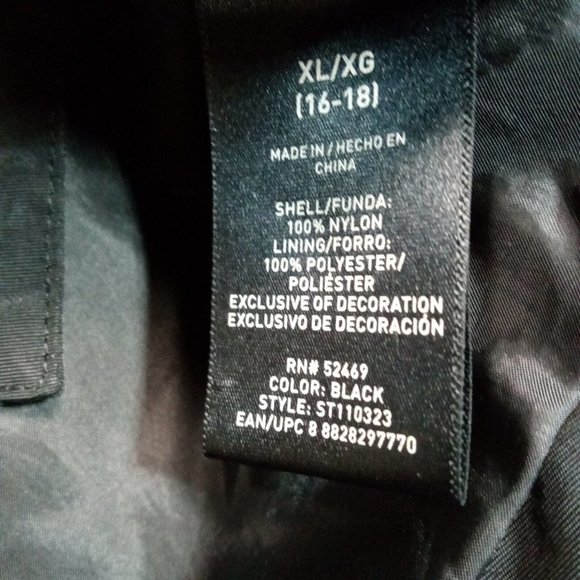 XL/XG
(16-18)
MADE IN / HECHO EN
CHINA
SHELL/FUNDA:
100% NYLON
LINING/FORRO:
100% POLYESTER/
POLIÉSTER
EXCLUSIVE OF DECORATION
EXCLUSIVO DE DECORACIÓN
RN# 52469
COLOR: BLACK
STYLE: ST110323
EAN/UPC 8 8828297770